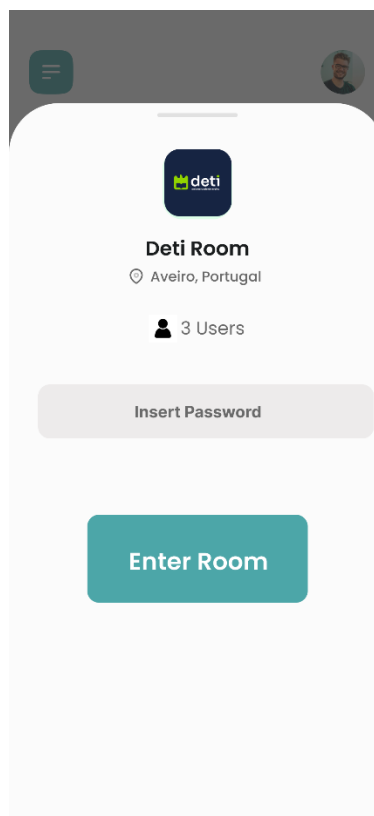 deti
Deti Room
Aveiro, Portugal
3 Users
Insert Password
Enter Room